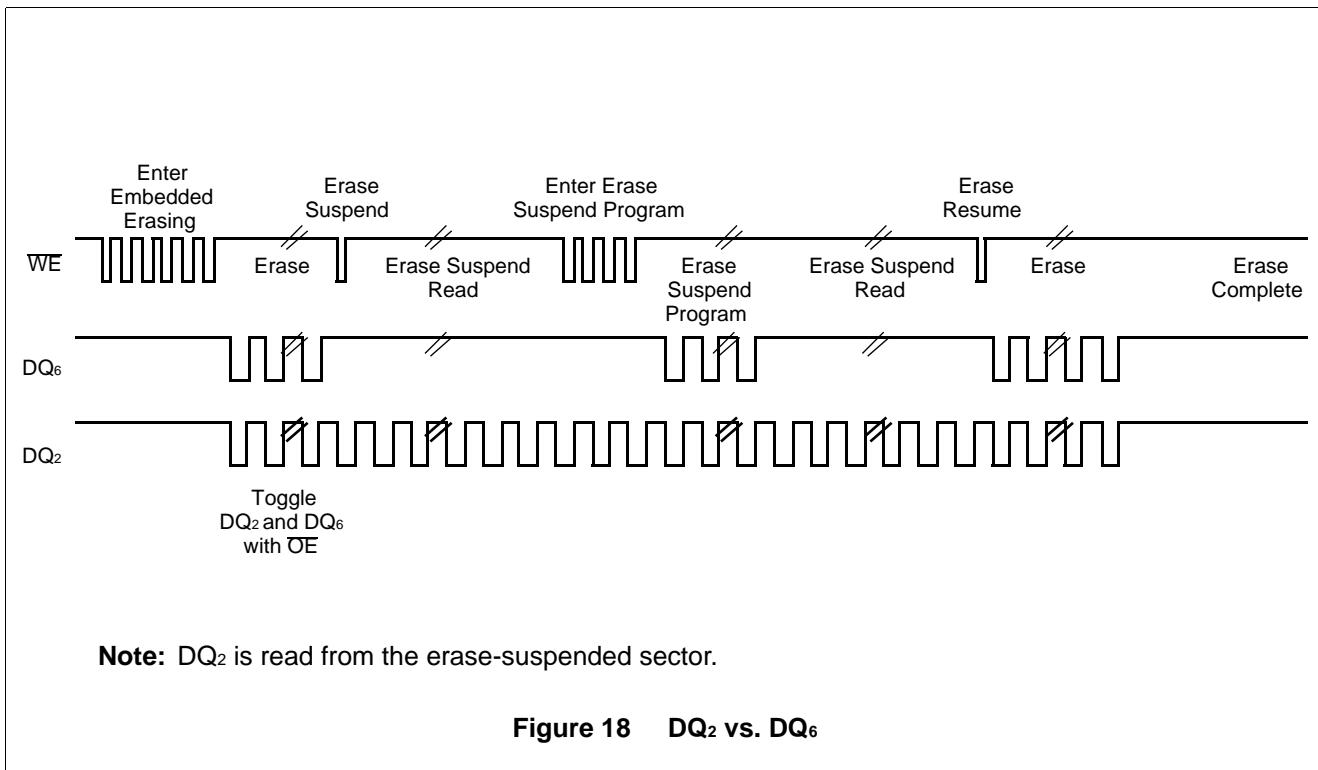 Enter
Embedded
Erasing
Erase
Suspend
Enter Erase
Suspend Program
Erase
Resume
W̅E̅
Erase
Erase Suspend
Read
Erase
Suspend
Program
Erase Suspend
Read
Erase
Erase
Complete
DQ6
DQ2
Toggle
DQ2 and DQ6
with O̅E̅
Note: DQ2 is read from the erase-suspended sector.
Figure 18 DQ2 vs. DQ6